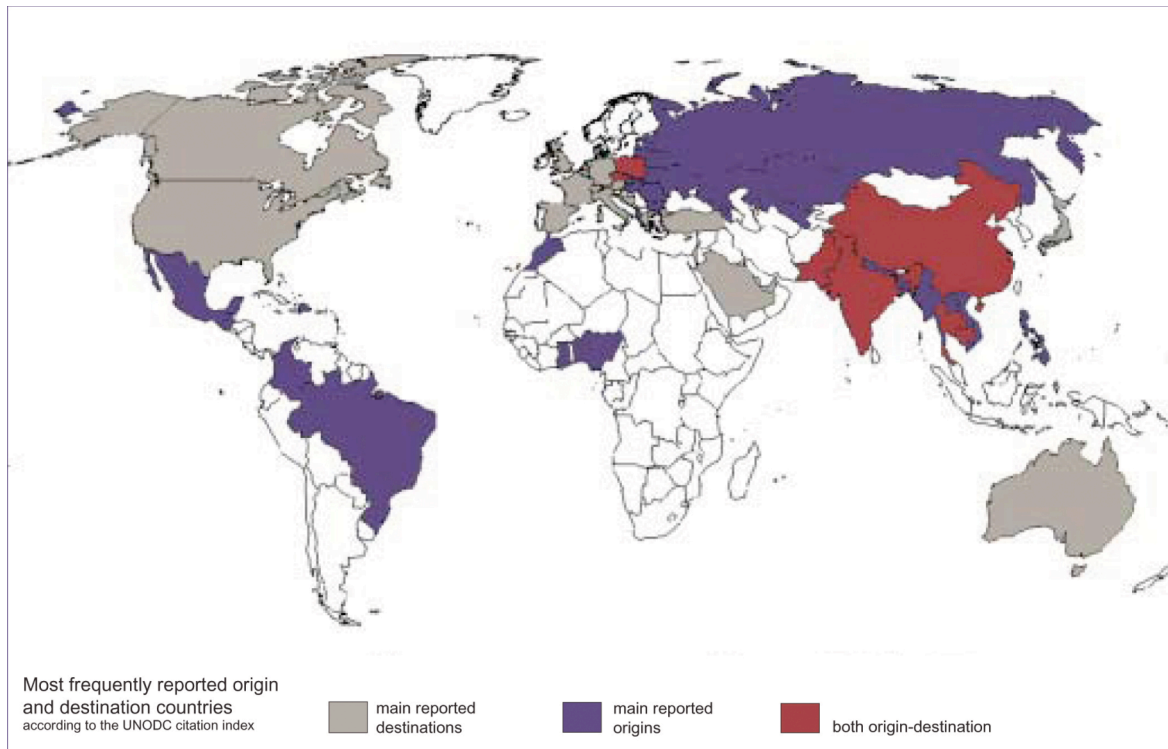 Most frequently reported origin
and destination countries
according to the UNODC citation index
main reported
destinations
main reported
origins
both origin-destination